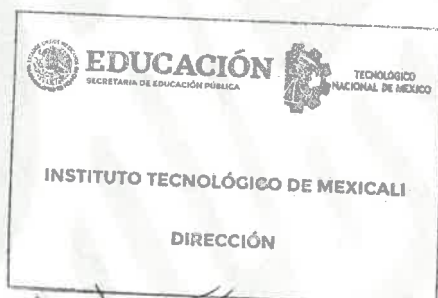 EDUCACIÓN
SECRETARÍA DE EDUCACIÓN PÚBLICA
TECNOLÓGICO
NACIONAL DE MÉXICO
INSTITUTO TECNOLÓGICO DE MEXICALI
DIRECCIÓN